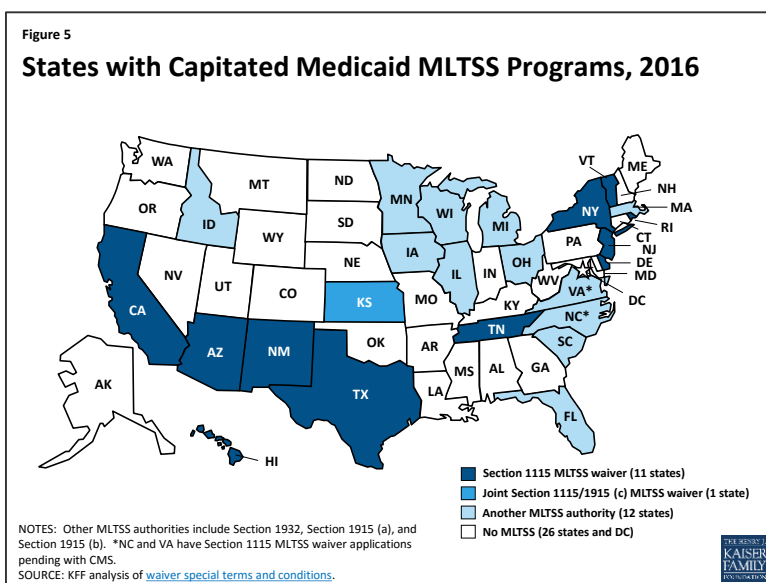 Figure 5
States with Capitated Medicaid MLTSS Programs, 2016
WA
MT
ND
MN
VT
ME
OR
ID
SD
WI
MI
NY
NH
MA
WY
RI
CT
NV
NE
IA
IL
IN
OH
PA
NJ
DE
MD
UT
CO
CA
KS
MO
KY
WV
VA*
DC
AZ
NM
OK
AR
TN
NC*
SC
TX
LA
MS
AL
GA
FL
AK
HI
Section 1115 MLTSS waiver (11 states)
Joint Section 1115/1915 (c) MLTSS waiver (1 state)
Another MLTSS authority (12 states)
No MLTSS (26 states and DC)
NOTES: Other MLTSS authorities include Section 1932, Section 1915 (a), and
Section 1915 (b). *NC and VA have Section 1115 MLTSS waiver applications
pending with CMS.
SOURCE: KFF analysis of waiver special terms and conditions.
THE HENRY J.
KAISER
FAMILY
FOUNDATION